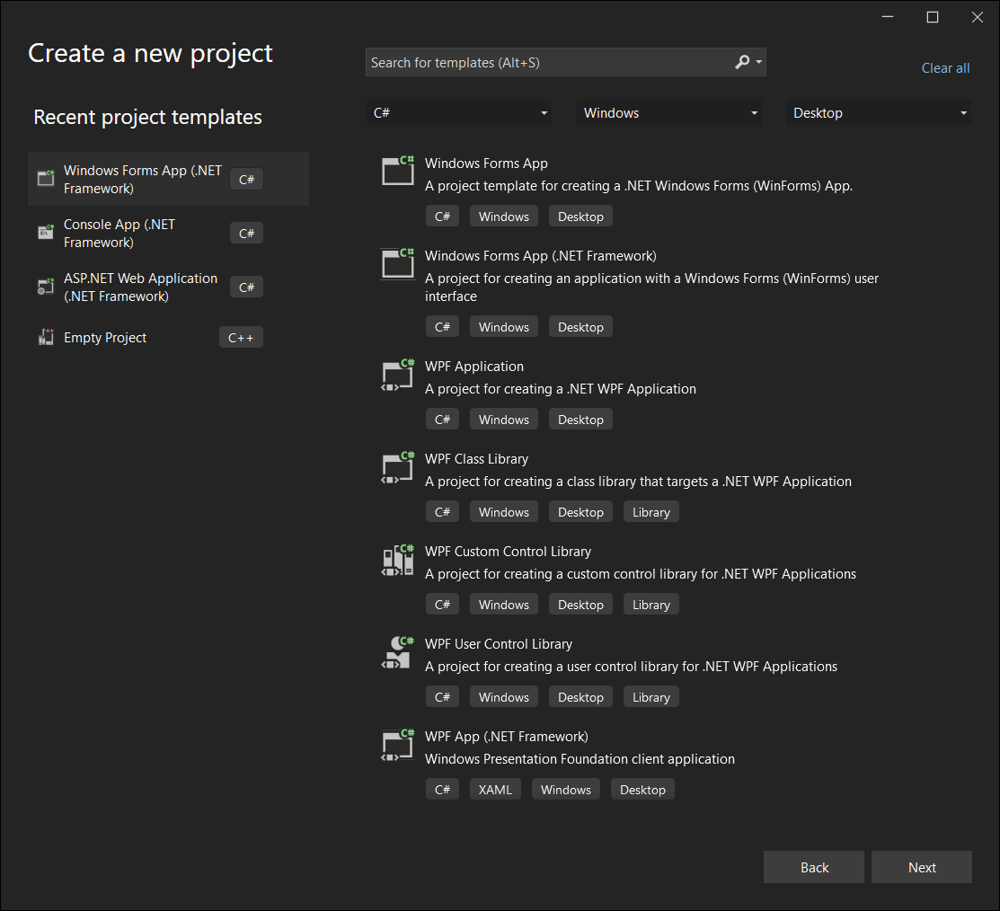 Create a new project
Search for templates (Alt+S)
Clear all
Recent project templates
C#
Windows
Desktop
Windows Forms App (.NET
Framework)
C#
Console App (.NET
Framework)
C#
ASP.NET Web Application
(.NET Framework)
C#
Empty Project
C++
Windows Forms App
A project template for creating a .NET Windows Forms (WinForms) App.
C# Windows Desktop
Windows Forms App (.NET Framework)
A project for creating an application with a Windows Forms (WinForms) user
interface
C# Windows Desktop
WPF Application
A project for creating a .NET WPF Application
C# Windows Desktop
WPF Class Library
A project for creating a class library that targets a .NET WPF Application
C# Windows Desktop Library
WPF Custom Control Library
A project for creating a custom control library for .NET WPF Applications
C# Windows Desktop Library
WPF User Control Library
A project for creating a user control library for .NET WPF Applications
C# Windows Desktop Library
WPF App (.NET Framework)
Windows Presentation Foundation client application
C# XAML Windows Desktop
Back
Next